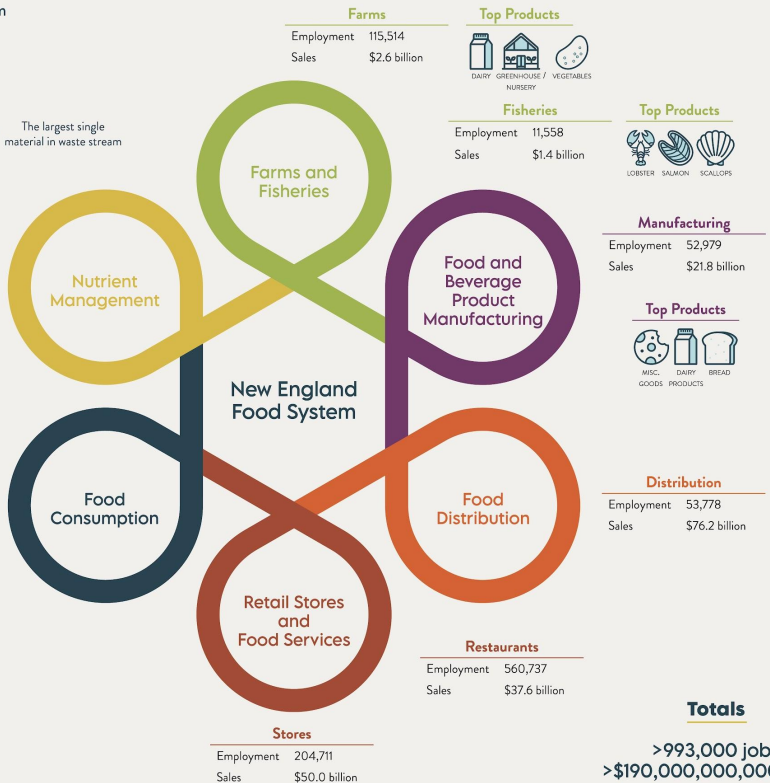 Farms
Employment 115,514
Sales $2.6 billion
Top Products
DAIRY GREENHOUSE / VEGETABLES
NURSERY
Fisheries
Employment 11,558
Sales $1.4 billion
Top Products
LOBSTER SALMON SCALLOPS
The largest single
material in waste stream
Farms and
Fisheries
Nutrient
Management
Food and
Beverage
Product
Manufacturing
Manufacturing
Employment 52,979
Sales $21.8 billion
Top Products
MISC. DAIRY BREAD
GOODS PRODUCTS
New England
Food System
Food
Consumption
Food
Distribution
Distribution
Employment 53,778
Sales $76.2 billion
Retail Stores
and
Food Services
Restaurants
Employment 560,737
Sales $37.6 billion
Stores
Employment 204,711
Sales $50.0 billion
Totals
>993,000 job
>$190,000,000,00